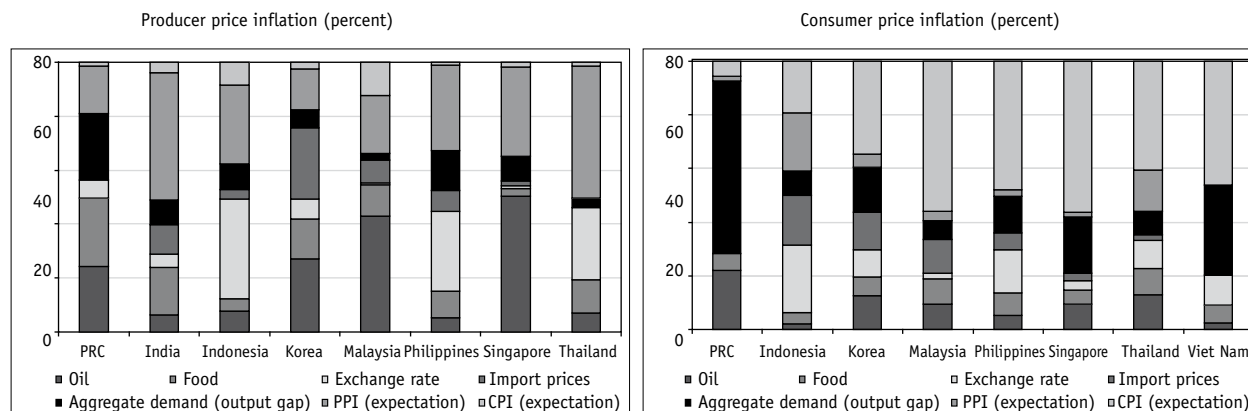 Producer price inflation (percent)
80
60
40
20
0
PRC India Indonesia Korea Malaysia Philippines Singapore Thailand
Oil Food Exchange rate Import prices
Aggregate demand (output gap) PPI (expectation) CPI (expectation)
Consumer price inflation (percent)
80
60
40
20
0
PRC Indonesia Korea Malaysia Philippines Singapore Thailand Viet Nam
Oil Food Exchange rate Import prices
Aggregate demand (output gap) PPI (expectation) CPI (expectation)